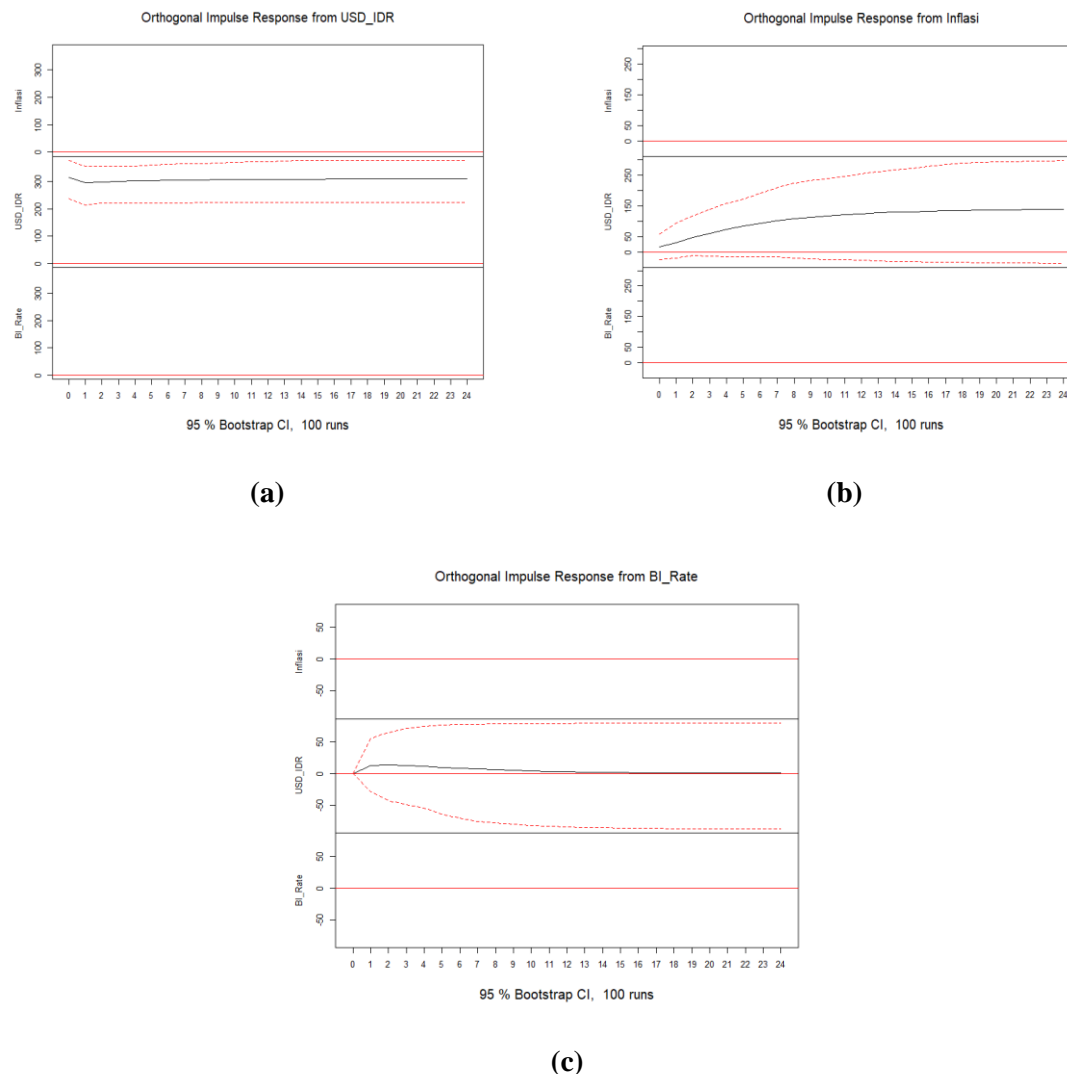 Orthogonal Impulse Response from USD_IDR
Inflasi
0 100 200 300
USD_IDR
0 100 200 300
BI_Rate
0 100 200 300
0 1 2 3 4 5 6 7 8 9 10 11 12 13 14 15 16 17 18 19 20 21 22 23 24
95 % Bootstrap CI, 100 runs
(a)
Orthogonal Impulse Response from Inflasi
Inflasi
0 50 150 250
USD_IDR
0 50 150 250
BI_Rate
0 50 150 250
0 1 2 3 4 5 6 7 8 9 10 11 12 13 14 15 16 17 18 19 20 21 22 23 24
95 % Bootstrap CI, 100 runs
(b)
Orthogonal Impulse Response from BI_Rate
Inflasi
-50 0 50
USD_IDR
-50 0 50
BI_Rate
-50 0 50
0 1 2 3 4 5 6 7 8 9 10 11 12 13 14 15 16 17 18 19 20 21 22 23 24
95 % Bootstrap CI, 100 runs
(c)